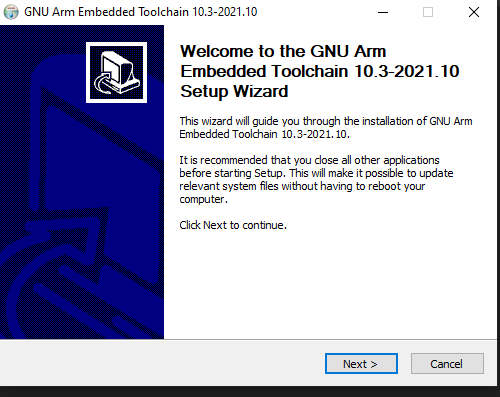 GNU Arm Embedded Toolchain 10.3-2021.10
Welcome to the GNU Arm
Embedded Toolchain 10.3-2021.10
Setup Wizard
This wizard will guide you through the installation of GNU Arm
Embedded Toolchain 10.3-2021.10.
It is recommended that you close all other applications
before starting Setup. This will make it possible to update
relevant system files without having to reboot your
computer.
Click Next to continue.
Next >
Cancel